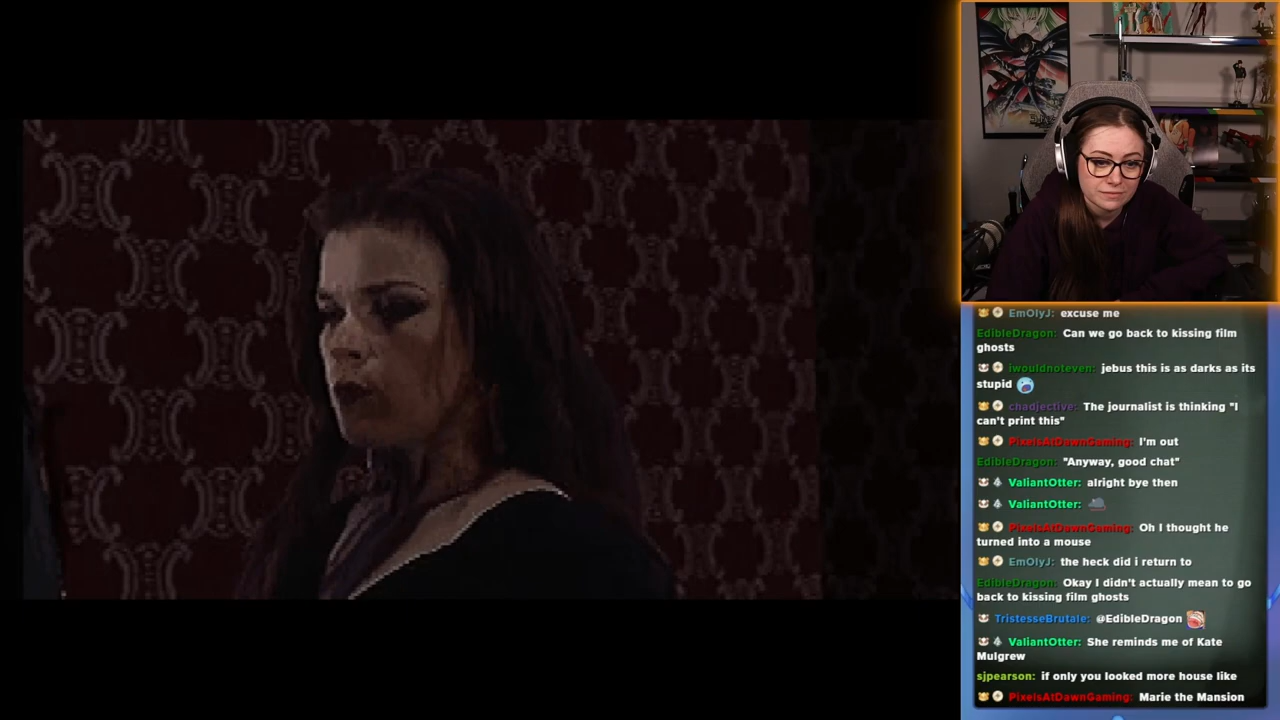 EmOlyJ: excuse me
EdibleDragon: Can we go back to kissing film
ghosts
iwouldnoteven: jebus this is as darks as its
stupid
chadjective: The journalist is thinking "I
can't print this"
PixelsAtDawnGaming: I'm out
EdibleDragon: "Anyway, good chat"
ValiantOtter: alright bye then
ValiantOtter:
PixelsAtDawnGaming: Oh I thought he
turned into a mouse
EmOlyJ: the heck did i return to
EdibleDragon: Okay I didn't actually mean to go
back to kissing film ghosts
TristesseBrutale: @EdibleDragon
ValiantOtter: She reminds me of Kate
Mulgrew
sjpearson: if only you looked more house like
PixelsAtDawnGaming: Marie the Mansion